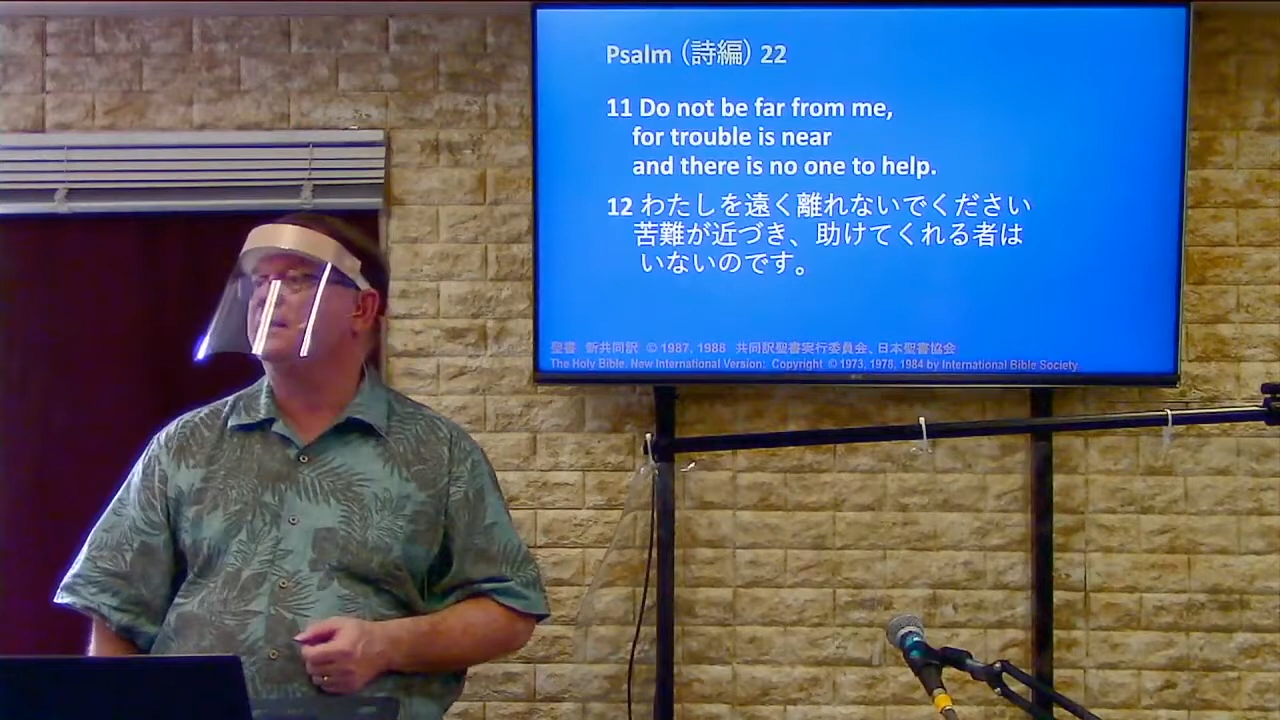 Psalm（詩編）22
11 Do not be far from me,
for trouble is near
and there is no one to help.
12 わたしを遠く離れないでください
苦難が近づき、助けてくれる者は
いないのです。
聖書　新共同訳　© 1987, 1988　共同訳聖書実行委員会、日本聖書協会
The Holy Bible. New International Version: Copyright © 1973, 1978, 1984 by International Bible Society